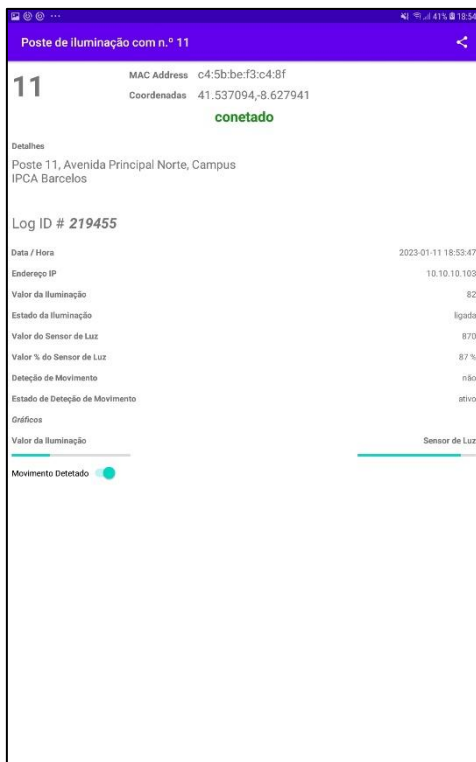 41% 18:54
Poste de iluminação com n.º 11
11
MAC Address c4:5b:be:f3:c4:8f
Coordenadas 41.537094,-8.627941
conetado
Detalhes
Poste 11, Avenida Principal Norte, Campus
IPCA Barcelos
Log ID # 219455
Data / Hora 2023-01-11 18:53:47
Endereço IP 10.10.10.103
Valor da Iluminação 82
Estado da Iluminação ligada
Valor do Sensor de Luz 870
Valor % do Sensor de Luz 87 %
Deteção de Movimento não
Estado de Deteção de Movimento ativo
Gráficos
Valor da Iluminação Sensor de Luz
Movimento Detetado